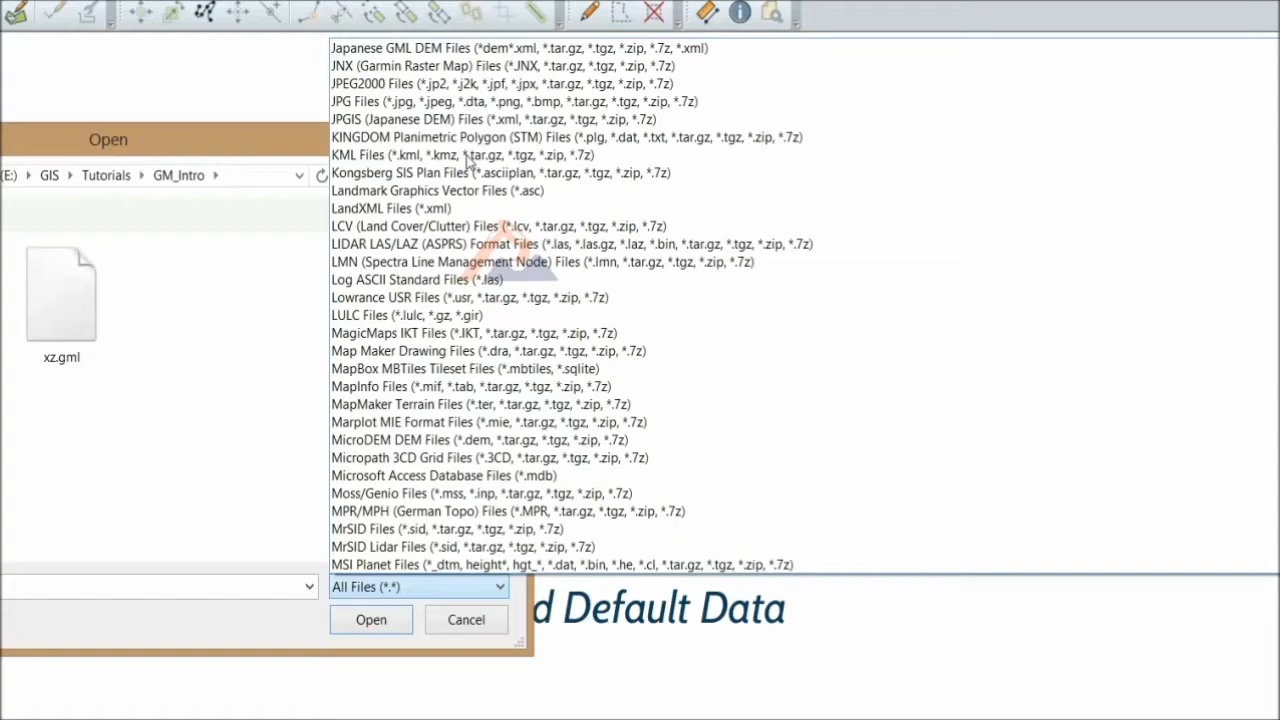 Japanese GML DEM Files (*dem*.xml, *.tar.gz, *.tgz, *.zip, *.7z, *.xml)
JNX (Garmin Raster Map) Files (*.JNX, *.tar.gz, *.tgz, *.zip, *.7z)
JPEG2000 Files (*.jp2, *.j2k, *.jpf, *.jpx, *.tar.gz, *.tgz, *.zip, *.7z)
JPG Files (*.jpg, *.jpeg, *.dta, *.png, *.bmp, *.tar.gz, *.tgz, *.zip, *.7z)
JPGIS (Japanese DEM) Files (*.xml, *.tar.gz, *.tgz, *.zip, *.7z)
KINGDOM Planimetric Polygon (STM) Files (*.plg, *.dat, *.txt, *.tar.gz, *.tgz, *.zip, *.7z)
KML Files (*.kml, *.kmz, *.tar.gz, *.tgz, *.zip, *.7z)
Kongsberg SIS Plan Files (*.asciiplan, *.tar.gz, *.tgz, *.zip, *.7z)
Landmark Graphics Vector Files (*.asc)
LandXML Files (*.xml)
LCV (Land Cover/Clutter) Files (*.lcv, *.tar.gz, *.tgz, *.zip, *.7z)
LIDAR LAS/LAZ (ASPRS) Format Files (*.las, *.las.gz, *.laz, *.bin, *.tar.gz, *.tgz, *.zip, *.7z)
LMN (Spectra Line Management Node) Files (*.lmn, *.tar.gz, *.tgz, *.zip, *.7z)
Log ASCII Standard Files (*.las)
Lowrance USR Files (*.usr, *.tar.gz, *.tgz, *.zip, *.7z)
LULC Files (*.lulc, *.gz, *.gir)
MagicMaps IKT Files (*.IKT, *.tar.gz, *.tgz, *.zip, *.7z)
Map Maker Drawing Files (*.dra, *.tar.gz, *.tgz, *.zip, *.7z)
MapBox MBTiles Tileset Files (*.mbtiles, *.sqlite)
MapInfo Files (*.mif, *.tab, *.tar.gz, *.tgz, *.zip, *.7z)
MapMaker Terrain Files (*.ter, *.tar.gz, *.tgz, *.zip, *.7z)
Marplot MIE Format Files (*.mie, *.tar.gz, *.tgz, *.zip, *.7z)
MicroDEM DEM Files (*.dem, *.tar.gz, *.tgz, *.zip, *.7z)
Micropath 3CD Grid Files (*.3CD, *.tar.gz, *.tgz, *.zip, *.7z)
Microsoft Access Database Files (*.mdb)
Moss/Genio Files (*.mss, *.inp, *.tar.gz, *.tgz, *.zip, *.7z)
MPR/MPH (German Topo) Files (*.MPR, *.tar.gz, *.tgz, *.zip, *.7z)
MrSID Files (*.sid, *.tar.gz, *.tgz, *.zip, *.7z)
MrSID Lidar Files (*.sid, *.tar.gz, *.tgz, *.zip, *.7z)
MSI Planet Files (*_dtm, height*, hgt_*, *.dat, *.bin, *.he, *.cl, *.tar.gz, *.tgz, *.zip, *.7z)
Open
(E:) GIS Tutorials GM_Intro
xz.gml
All Files (*.*)
Open Cancel
d Default Data